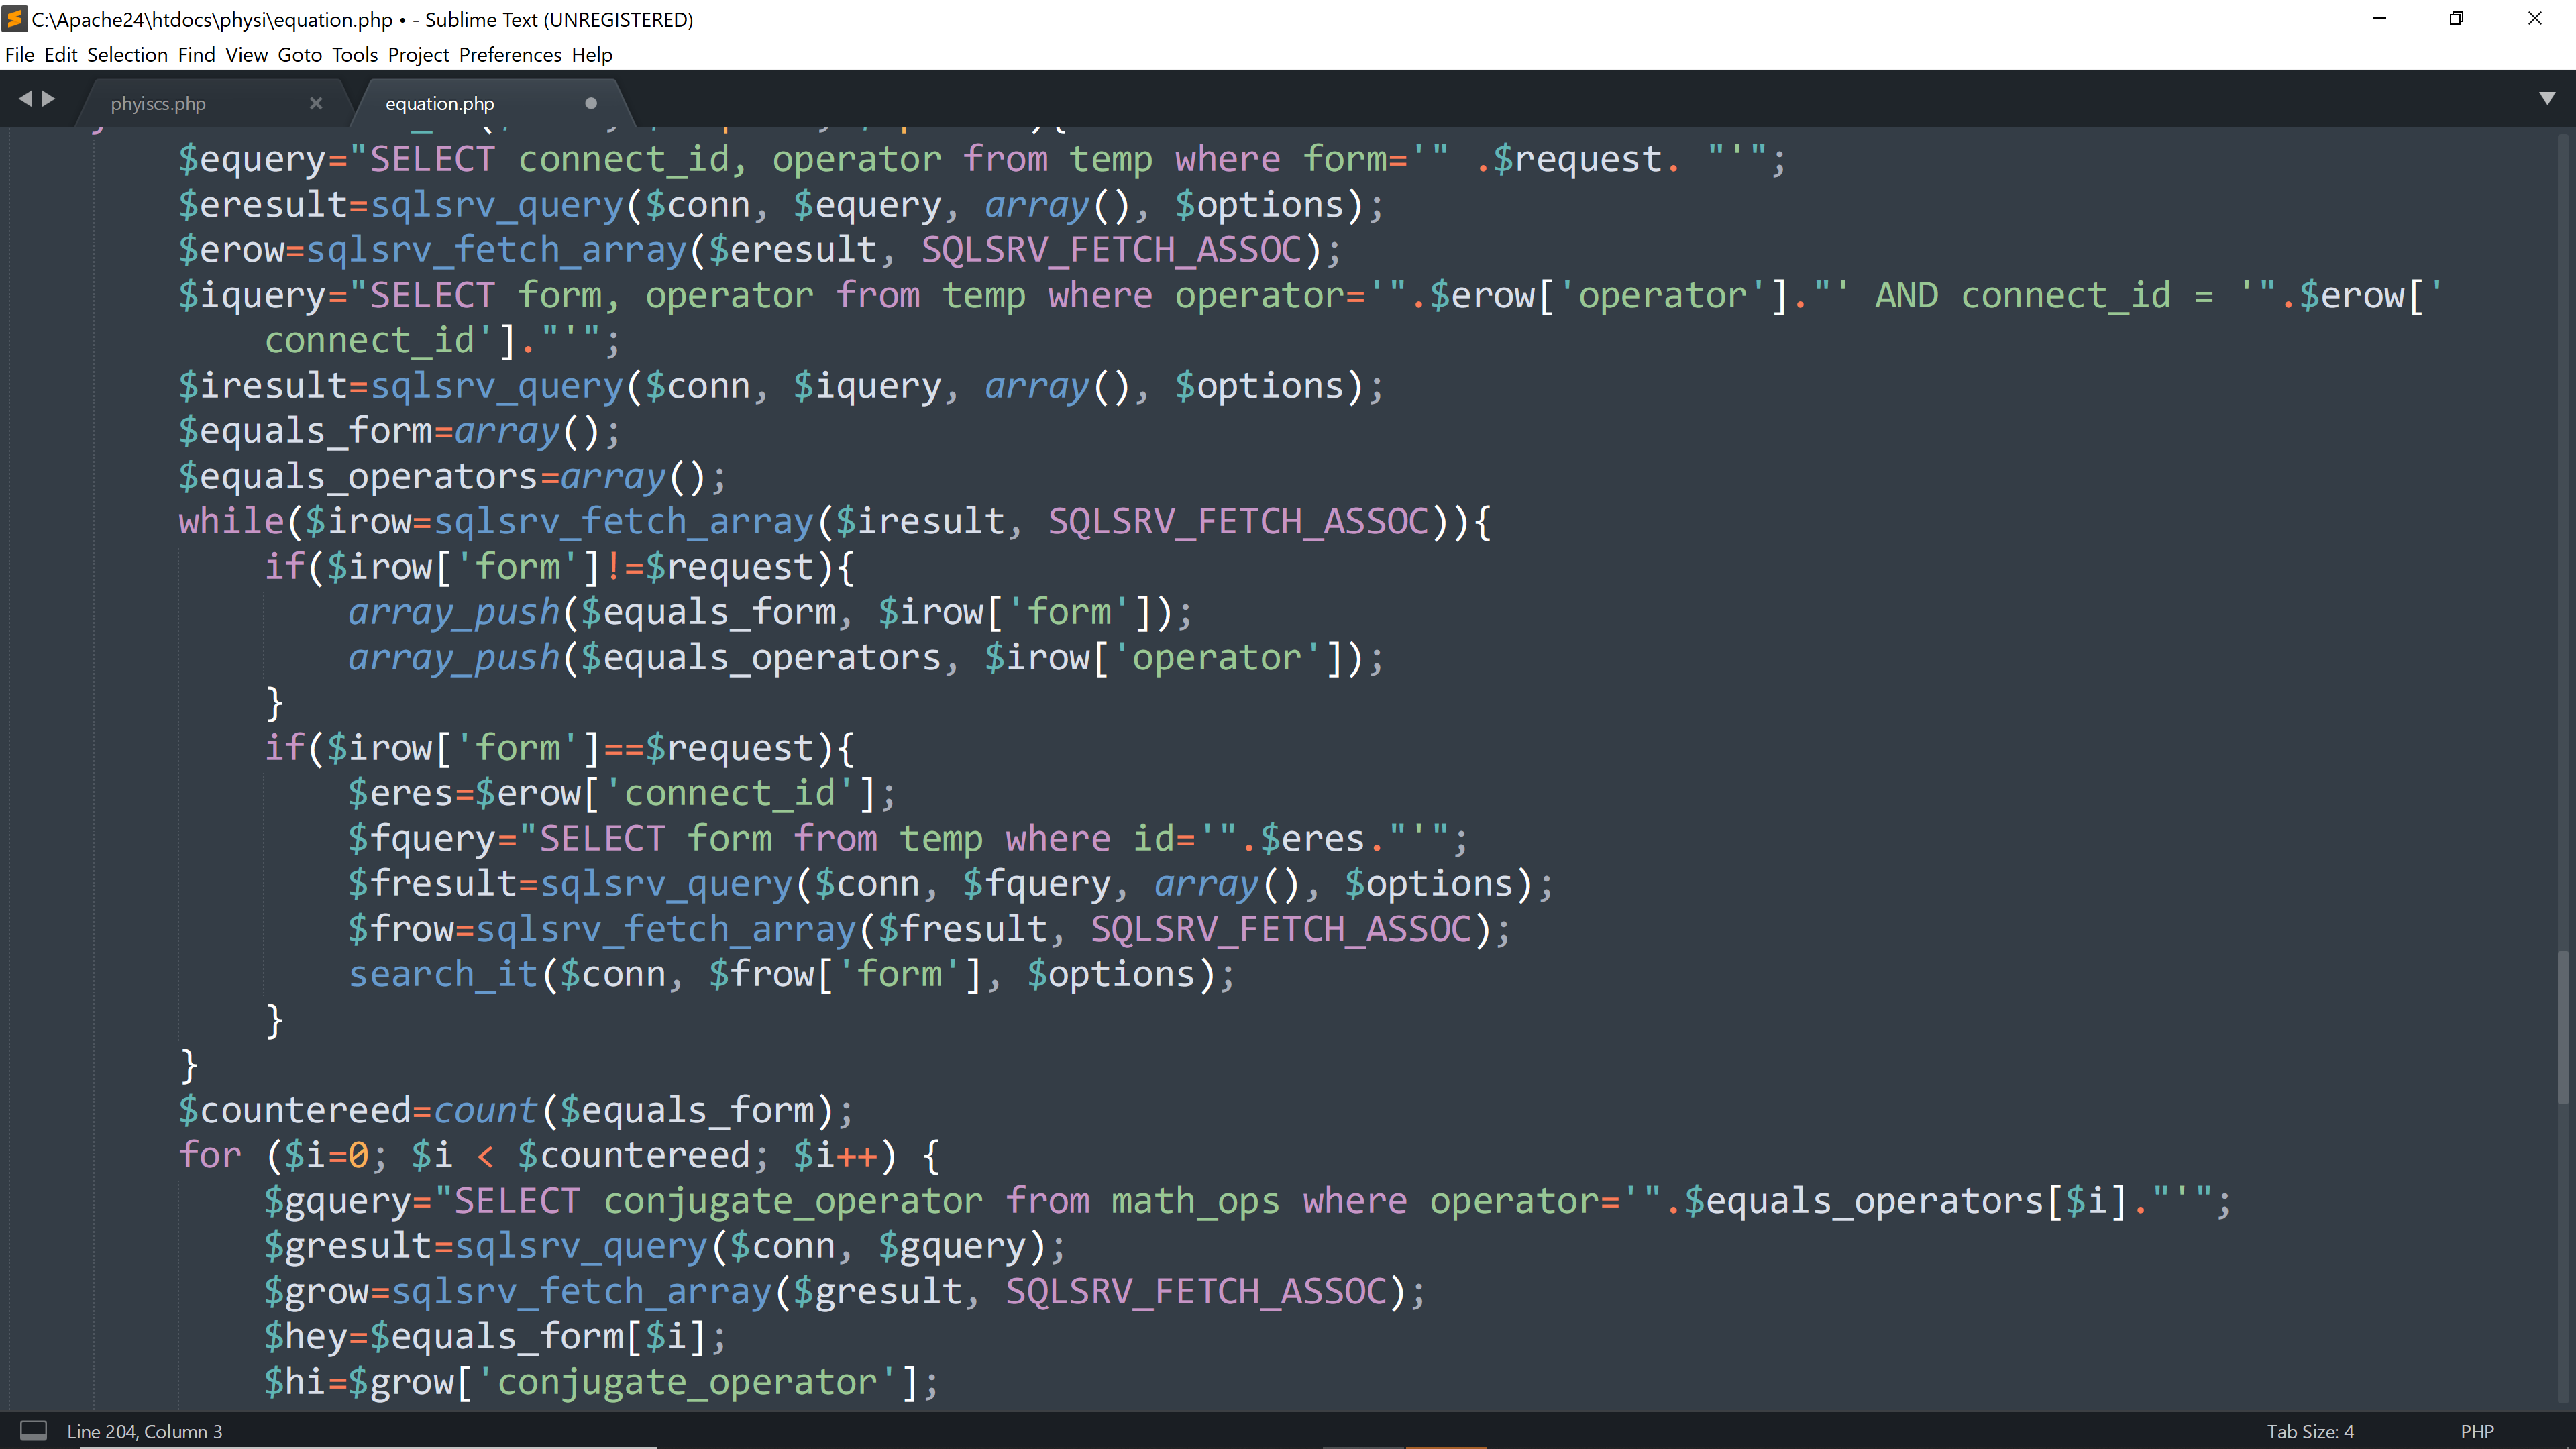 C:\Apache24\htdocs\physi\equation.php • - Sublime Text (UNREGISTERED)
File Edit Selection Find View Goto Tools Project Preferences Help
phyiscs.php
equation.php
$equery="SELECT connect_id, operator from temp where form='" .$request. "'";
$eresult=sqlsrv_query($conn, $equery, array(), $options);
$erow=sqlsrv_fetch_array($eresult, SQLSRV_FETCH_ASSOC);
$iquery="SELECT form, operator from temp where operator='".$erow['operator']."' AND connect_id = '".$erow['
connect_id']."'";
$iresult=sqlsrv_query($conn, $iquery, array(), $options);
$equals_form=array();
$equals_operators=array();
while($irow=sqlsrv_fetch_array($iresult, SQLSRV_FETCH_ASSOC)){
if($irow['form']!=$request){
array_push($equals_form, $irow['form']);
array_push($equals_operators, $irow['operator']);
}
if($irow['form']==$request){
$eres=$erow['connect_id'];
$fquery="SELECT form from temp where id='".$eres."'";
$fresult=sqlsrv_query($conn, $fquery, array(), $options);
$frow=sqlsrv_fetch_array($fresult, SQLSRV_FETCH_ASSOC);
search_it($conn, $frow['form'], $options);
}
}
$countereed=count($equals_form);
for ($i=0; $i < $countereed; $i++) {
$gquery="SELECT conjugate_operator from math_ops where operator='".$equals_operators[$i]."'";
$gresult=sqlsrv_query($conn, $gquery);
$grow=sqlsrv_fetch_array($gresult, SQLSRV_FETCH_ASSOC);
$hey=$equals_form[$i];
$hi=$grow['conjugate_operator'];
Line 204, Column 3
Tab Size: 4
PHP